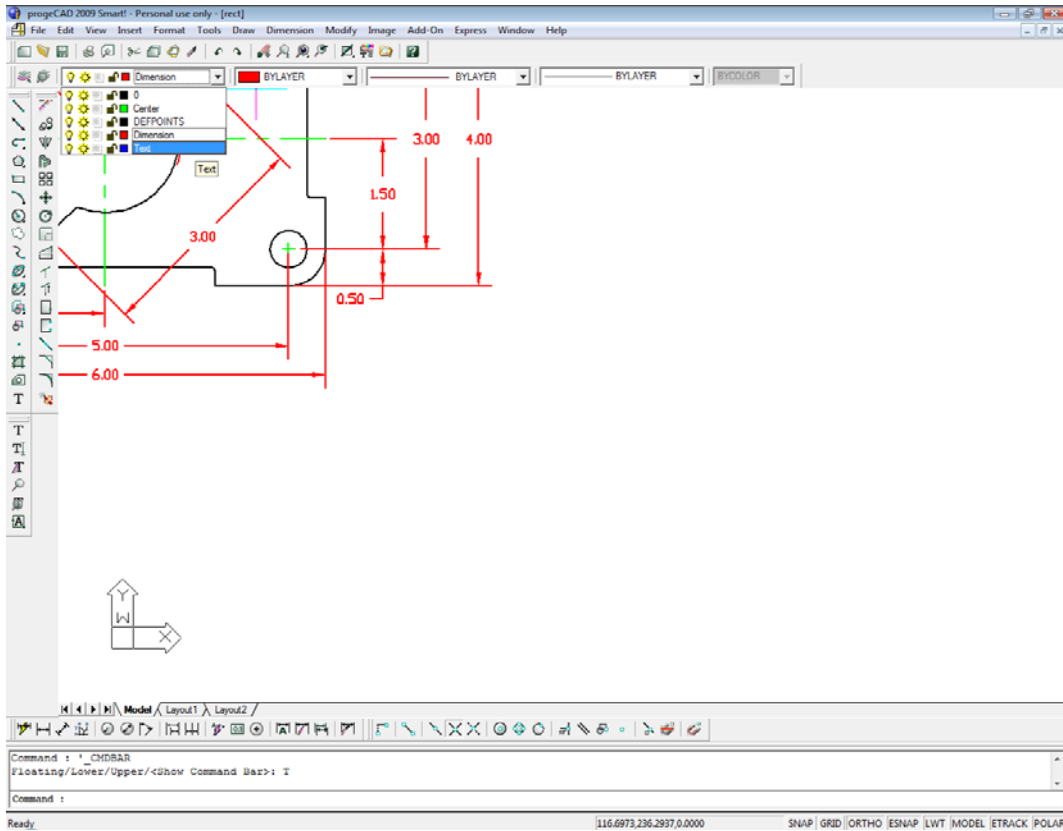 progeCAD 2009 Smart! - Personal use only - [rect]
File Edit View Insert Format Tools Draw Dimension Modify Image Add-On Express Window Help
Dimension BYLAYER BYLAYER BYLAYER BYCOLOR
0
Center
DEFPOINTS
Dimension
Text
Text
3.00 4.00
1.50
3.00
0.50
5.00
6.00
Y
W
X
Model Layout1 Layout2
Command : '_CMDBAR
Floating/Lower/Upper/<Show Command Bar>: T
Command :
Ready 116.6973,236.2937,0.0000 SNAP GRID ORTHO ESNAP LWT MODEL ETRACK POLAR